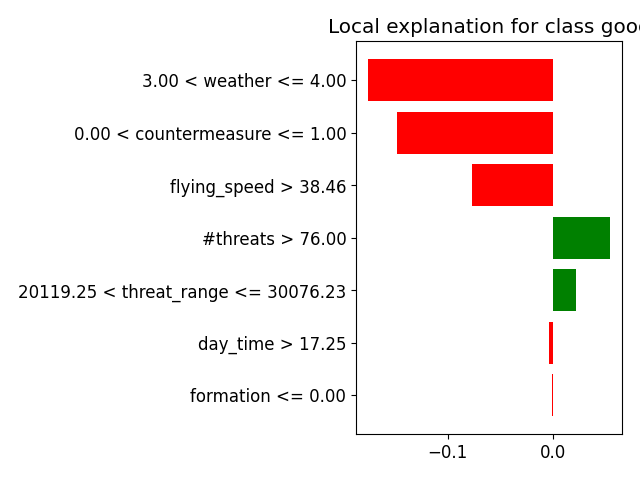 Local explanation for class good
3.00 < weather <= 4.00
0.00 < countermeasure <= 1.00
flying_speed > 38.46
#threats > 76.00
20119.25 < threat_range <= 30076.23
day_time > 17.25
formation <= 0.00
−0.1 0.0